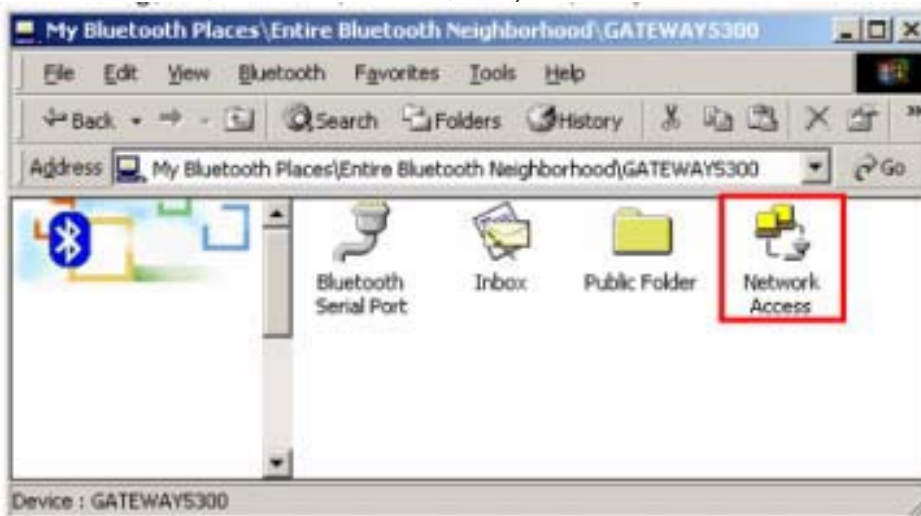 My Bluetooth Places\Entire Bluetooth Neighborhood\GATEWAY5300
File Edit View Bluetooth Favorites Tools Help
Back Search Folders History
Address My Bluetooth Places\Entire Bluetooth Neighborhood\GATEWAY5300 Go
Bluetooth
Serial Port
Inbox
Public Folder
Network
Access
Device : GATEWAY5300